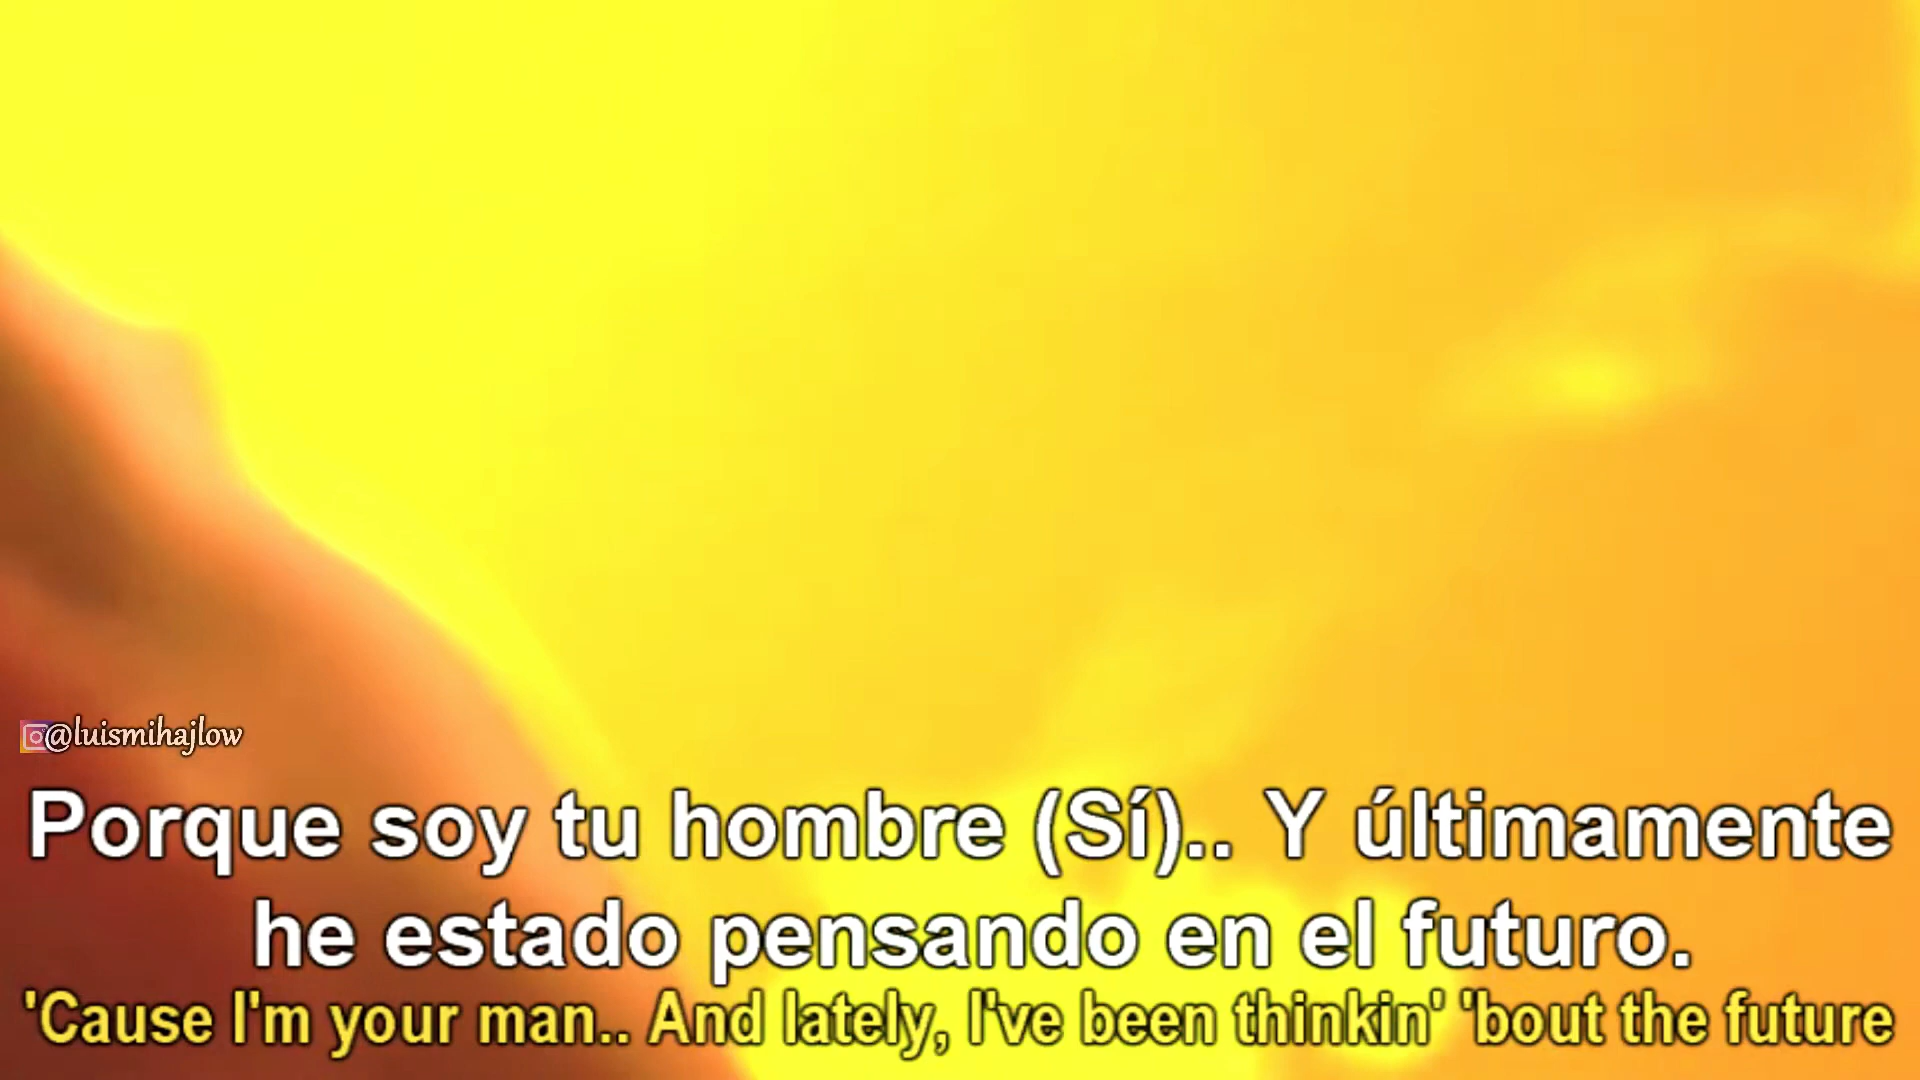 @luismihajlow
Porque soy tu hombre (Sí).. Y últimamente
he estado pensando en el futuro.
'Cause I'm your man.. And lately, I've been thinkin' 'bout the future